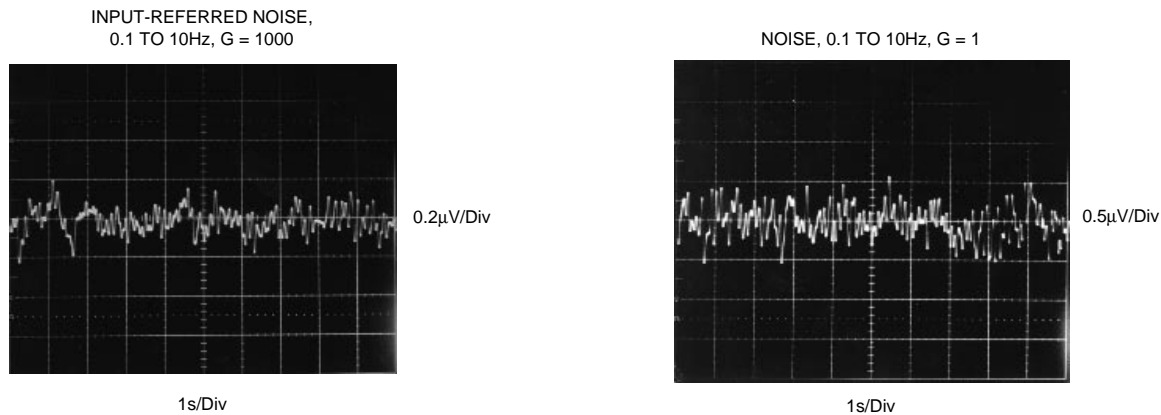 INPUT-REFERRED NOISE,
0.1 TO 10Hz, G = 1000
0.2µV/Div
1s/Div
NOISE, 0.1 TO 10Hz, G = 1
0.5µV/Div
1s/Div